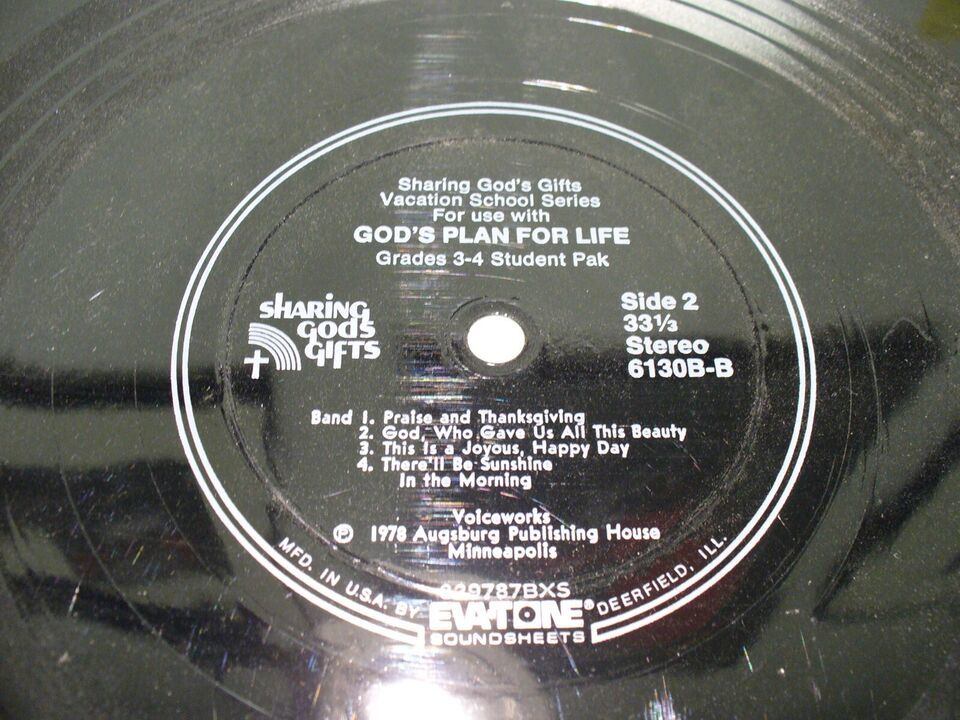 Sharing God's Gifts
Vacation School Series
For use with
GOD'S PLAN FOR LIFE
Grades 3-4 Student Pak
sharing
god's
gifts
Side 2
33⅓
Stereo
6130B-B
Band 1. Praise and Thanksgiving
2. God, Who Gave Us All This Beauty
3. This Is a Joyous, Happy Day
4. There'll Be Sunshine
In the Morning
Voiceworks
℗ 1978 Augsburg Publishing House
Minneapolis
MFD. IN U.S.A. BY
EVA-TONE®
SOUNDSHEETS
DEERFIELD, ILL.